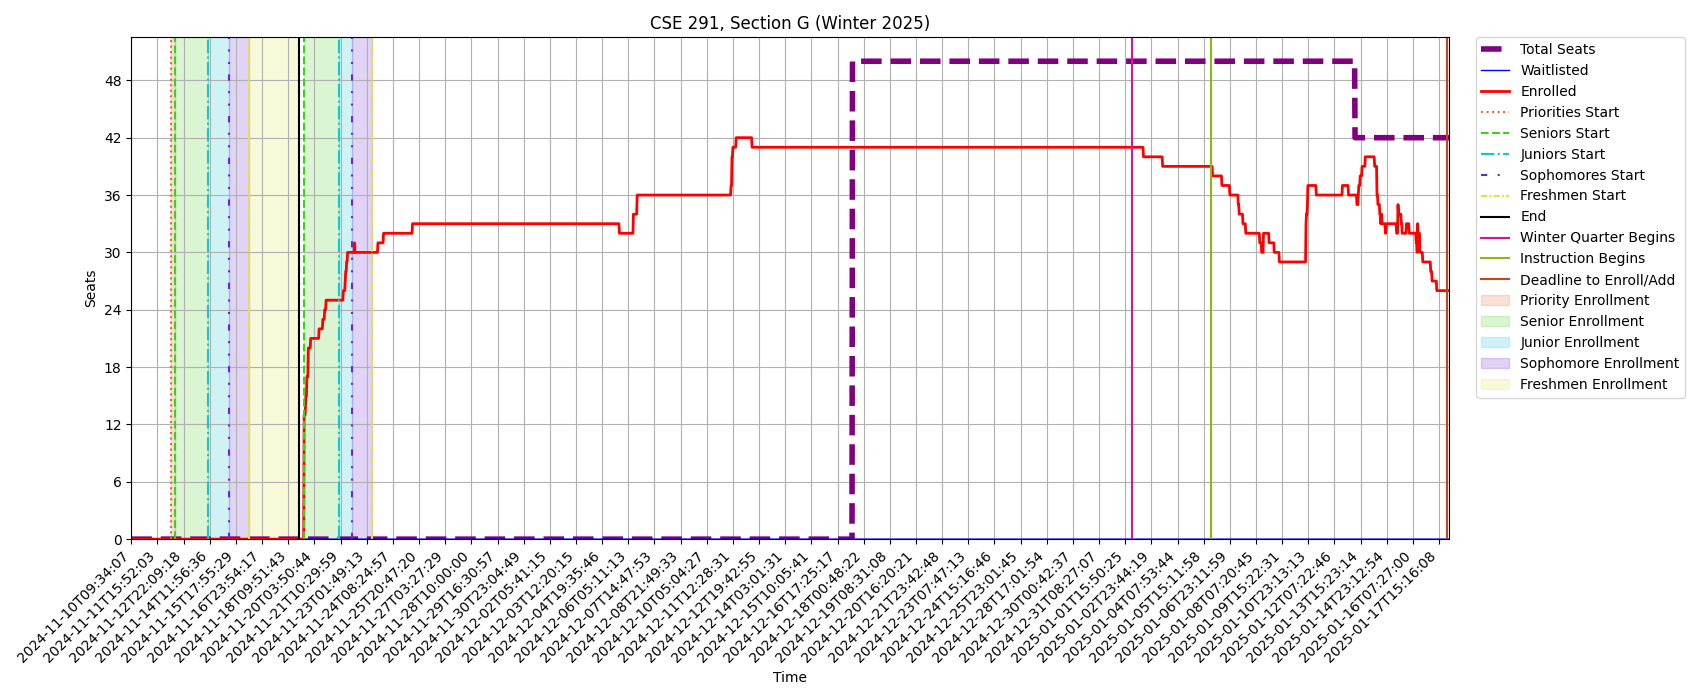 CSE 291, Section G (Winter 2025)
Seats
48
42
36
30
24
18
12
6
0
2024-11-10T09:34:07
2024-11-11T15:52:03
2024-11-12T22:09:18
2024-11-14T11:56:36
2024-11-15T17:55:29
2024-11-16T23:54:17
2024-11-18T09:51:43
2024-11-20T03:50:44
2024-11-21T10:29:59
2024-11-23T01:49:13
2024-11-24T08:24:57
2024-11-25T20:47:20
2024-11-27T03:27:29
2024-11-28T10:00:00
2024-11-29T16:30:57
2024-11-30T23:04:49
2024-12-02T05:41:15
2024-12-03T12:20:15
2024-12-04T19:35:46
2024-12-06T05:11:13
2024-12-07T14:47:53
2024-12-08T21:49:33
2024-12-10T05:04:27
2024-12-11T12:28:31
2024-12-12T19:42:55
2024-12-14T03:01:31
2024-12-15T10:05:41
2024-12-16T17:25:17
2024-12-18T00:48:22
2024-12-19T08:31:08
2024-12-20T16:20:21
2024-12-21T23:42:48
2024-12-23T07:47:13
2024-12-24T15:16:46
2024-12-25T23:01:45
2024-12-28T17:01:54
2024-12-30T00:42:37
2024-12-31T08:27:07
2025-01-01T15:50:25
2025-01-02T23:44:19
2025-01-04T07:53:44
2025-01-05T15:11:58
2025-01-06T23:11:59
2025-01-08T07:20:45
2025-01-09T15:22:31
2025-01-10T23:13:13
2025-01-12T07:22:46
2025-01-13T15:23:14
2025-01-14T23:12:54
2025-01-16T07:27:00
2025-01-17T15:16:08
Time
Total Seats
Waitlisted
Enrolled
Priorities Start
Seniors Start
Juniors Start
Sophomores Start
Freshmen Start
End
Winter Quarter Begins
Instruction Begins
Deadline to Enroll/Add
Priority Enrollment
Senior Enrollment
Junior Enrollment
Sophomore Enrollment
Freshmen Enrollment